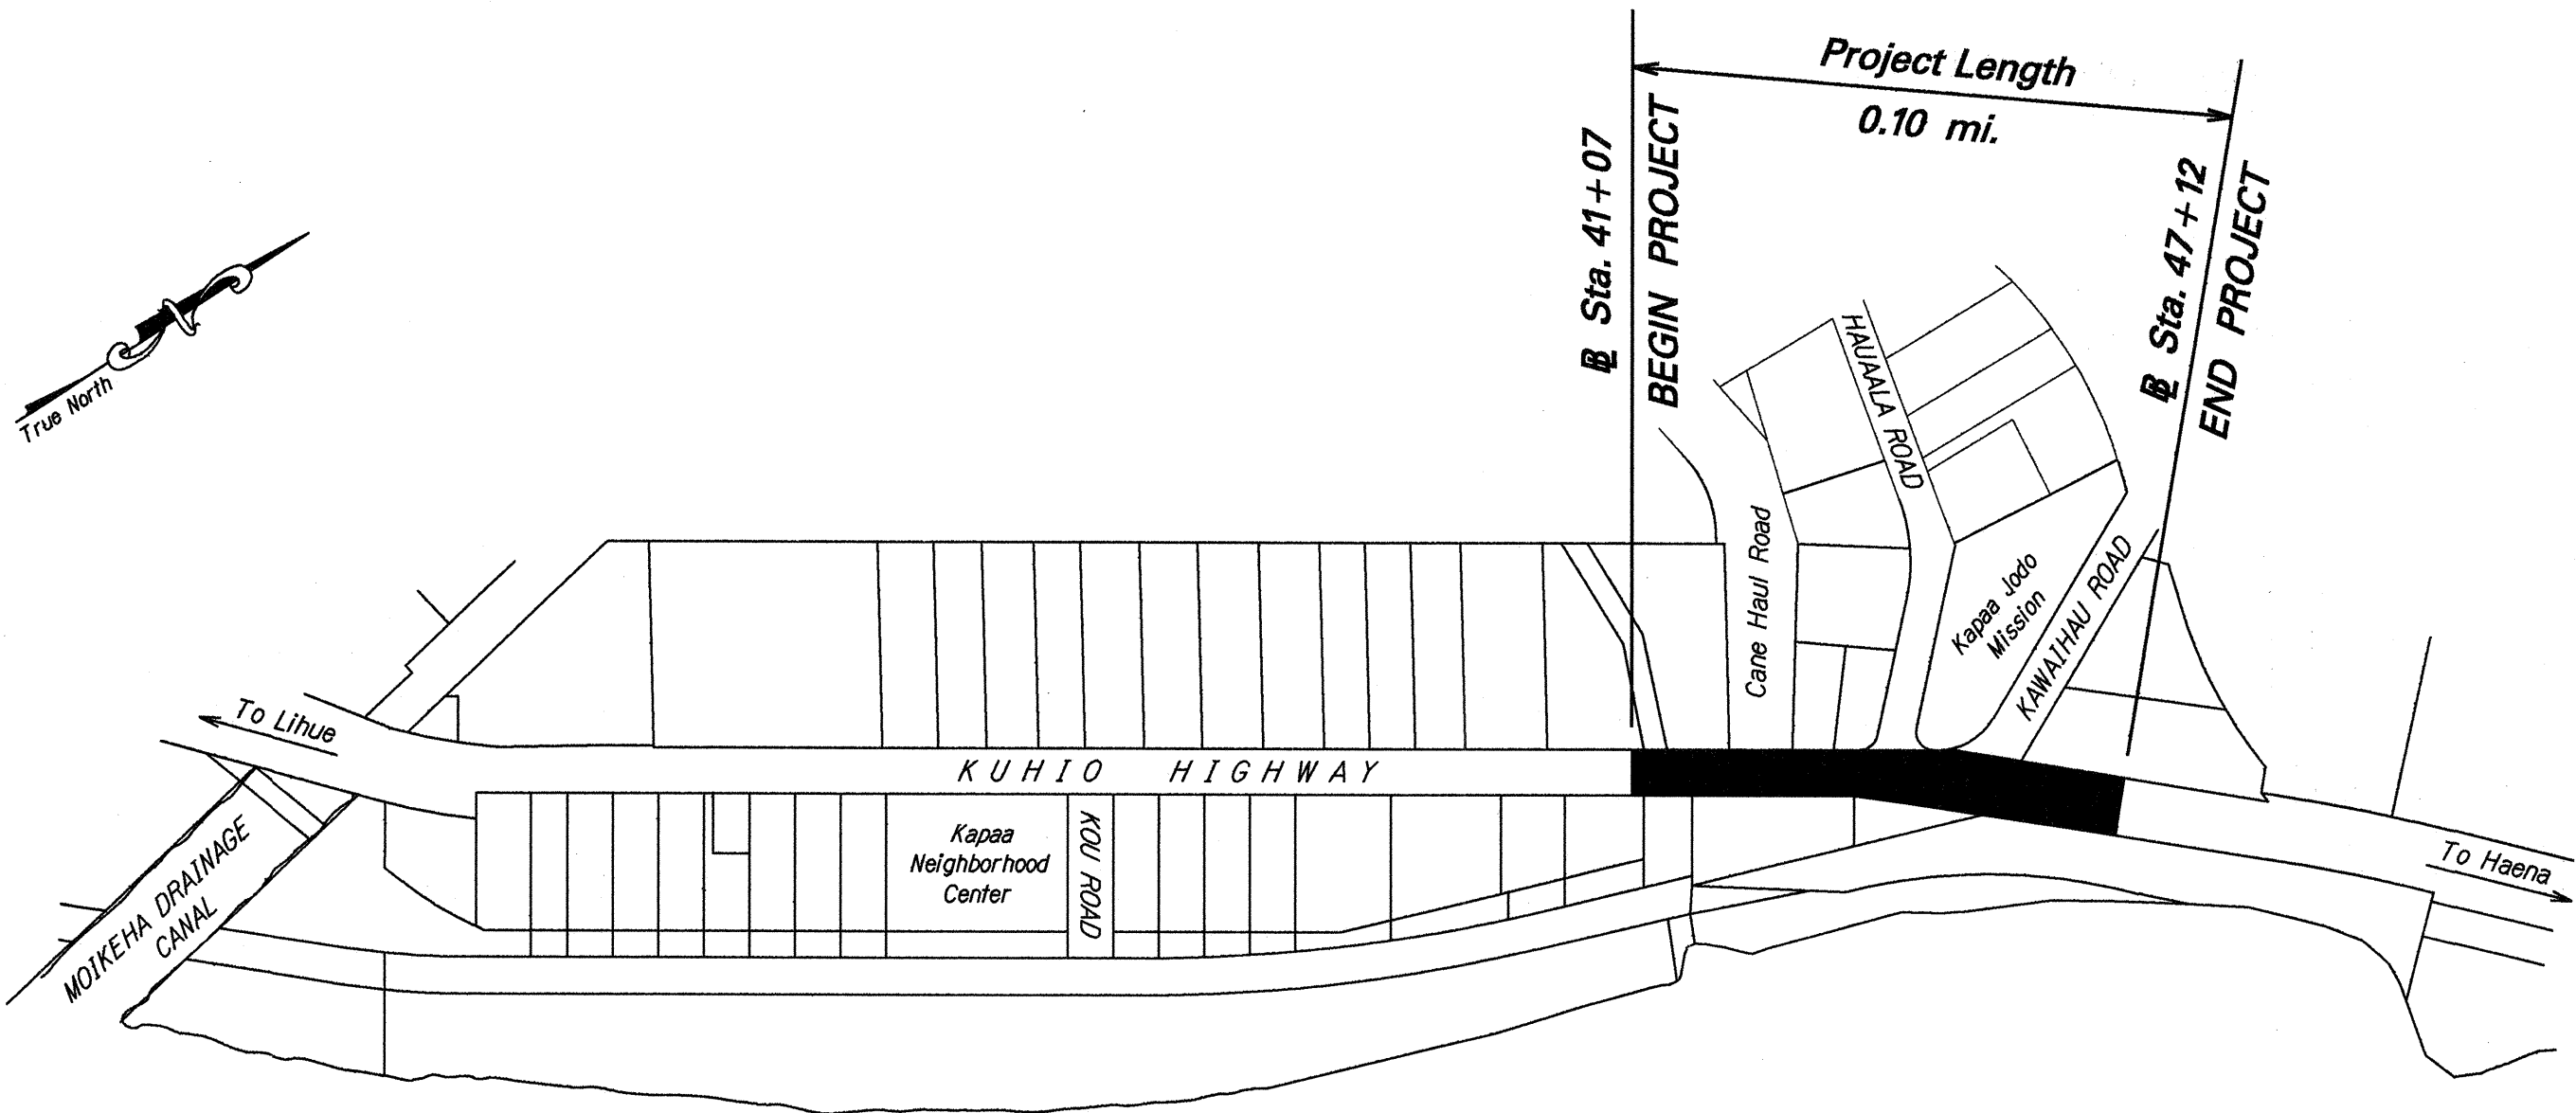 Project Length
0.10 mi.
BL Sta. 41+07
BEGIN PROJECT
BL Sta. 47+12
END PROJECT
True North
HAUAALA ROAD
Cane Haul Road
Kapaa Jodo
Mission
KAWAIHAU ROAD
To Lihue
KUHIO HIGHWAY
To Haena
MOIKEHA DRAINAGE
CANAL
Kapaa
Neighborhood
Center
KOU ROAD